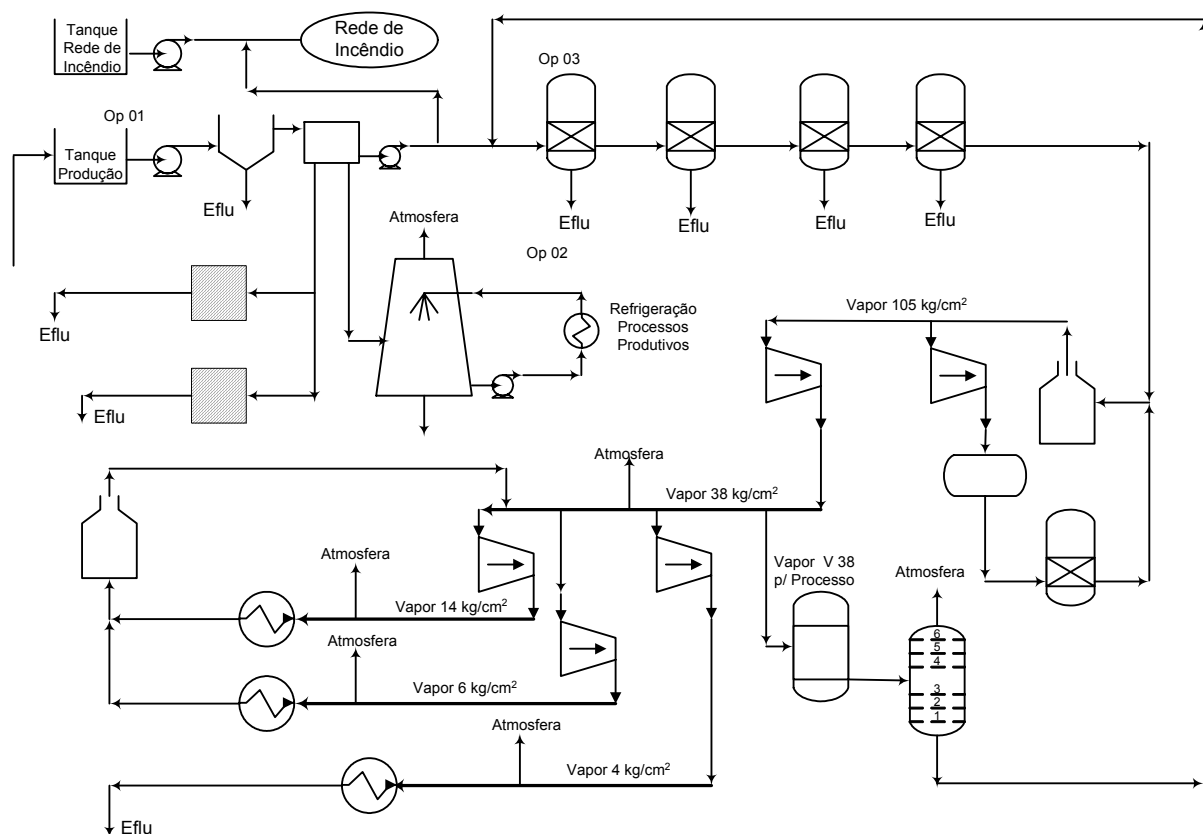 Tanque
Rede de
Incêndio
Rede de
Incêndio
Op 03
Op 01
Tanque
Produção
Eflu
Eflu
Eflu
Eflu
Eflu
Atmosfera
Op 02
Refrigeração
Processos
Produtivos
Eflu
Eflu
Vapor 105 kg/cm²
Atmosfera
Vapor 38 kg/cm²
Atmosfera
Vapor 14 kg/cm²
Vapor V 38
p/ Processo
Atmosfera
6
5
4
3
2
1
Atmosfera
Vapor 6 kg/cm²
Atmosfera
Vapor 4 kg/cm²
Eflu